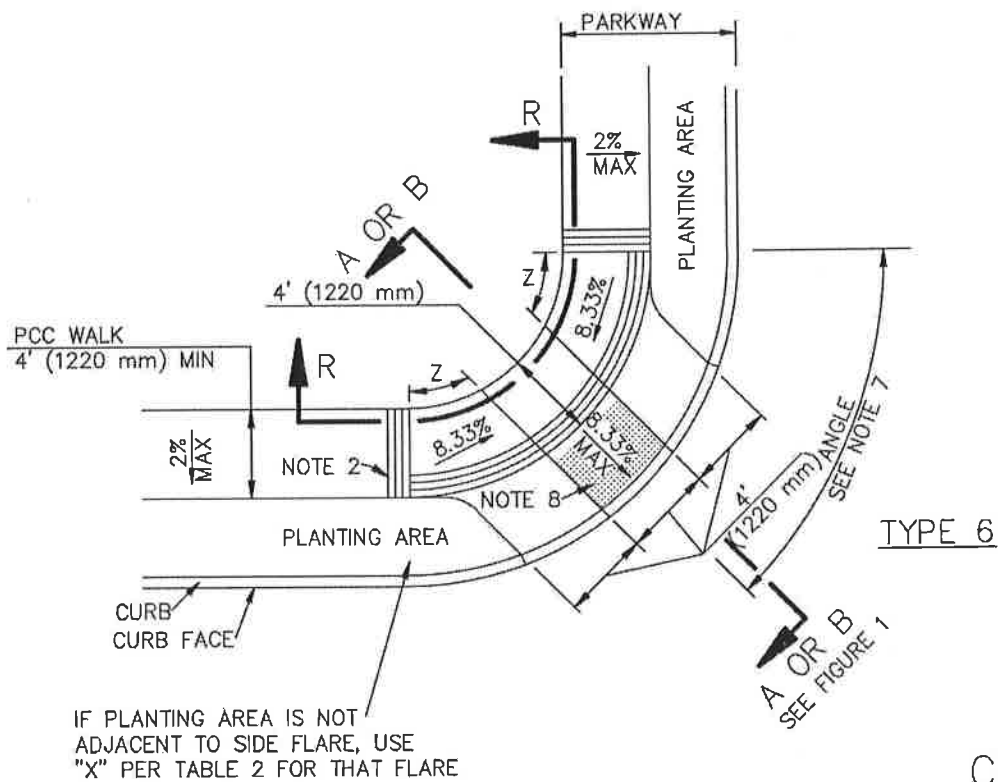 PARKWAY
R
2%
MAX
PLANTING AREA
A OR B
4' (1220 mm)
Z
8.33%
PCC WALK
4' (1220 mm) MIN
R
Z
8.33%
2%
MAX
NOTE 2
8.33%
MAX
NOTE 8
ANGLE
SEE NOTE 7
4'
(1220 mm)
PLANTING AREA
TYPE 6
CURB
CURB FACE
A OR B
SEE FIGURE 1
IF PLANTING AREA IS NOT
ADJACENT TO SIDE FLARE, USE
"X" PER TABLE 2 FOR THAT FLARE
C